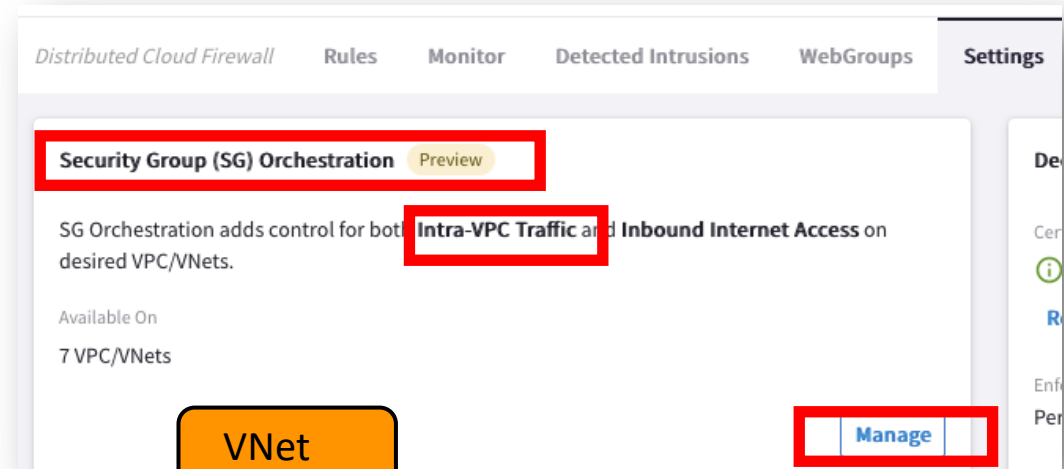 Distributed Cloud Firewall Rules Monitor Detected Intrusions WebGroups Settings
Security Group (SG) Orchestration Preview
SG Orchestration adds control for both Intra-VPC Traffic and Inbound Internet Access on
desired VPC/VNets.
Available On
7 VPC/VNets
Manage
VNet